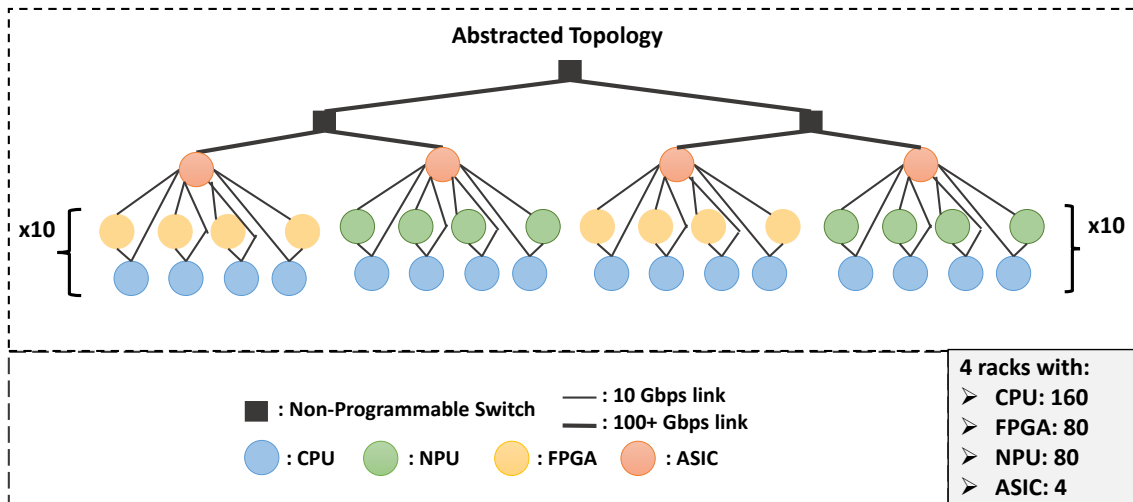 Abstracted Topology
x10
x10
: Non-Programmable Switch
: 10 Gbps link
: 100+ Gbps link
: CPU
: NPU
: FPGA
: ASIC
4 racks with:
➢ CPU: 160
➢ FPGA: 80
➢ NPU: 80
➢ ASIC: 4